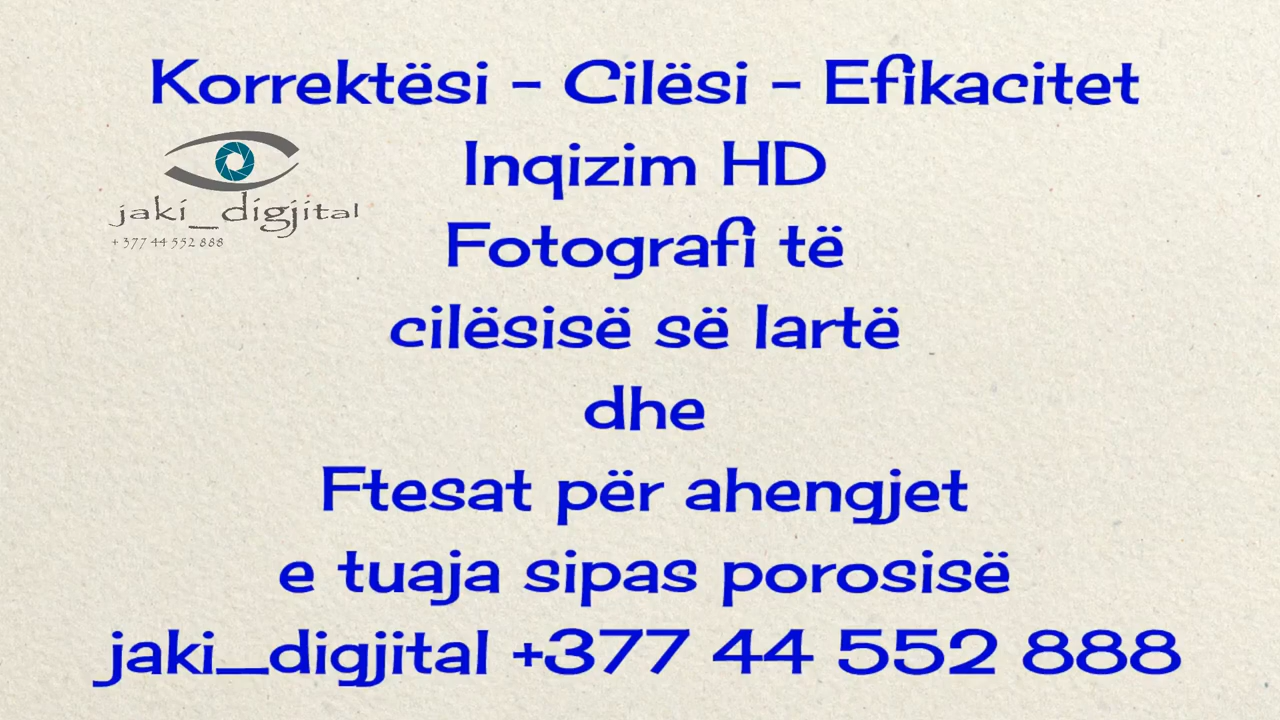 Korrektësi - Cilësi - Efikacitet
jaki_digjital
+377 44 552 888
Inqizim HD
Fotografi të
cilësisë së lartë
dhe
Ftesat për ahengjet
e tuaja sipas porosisë
jaki_digjital +377 44 552 888